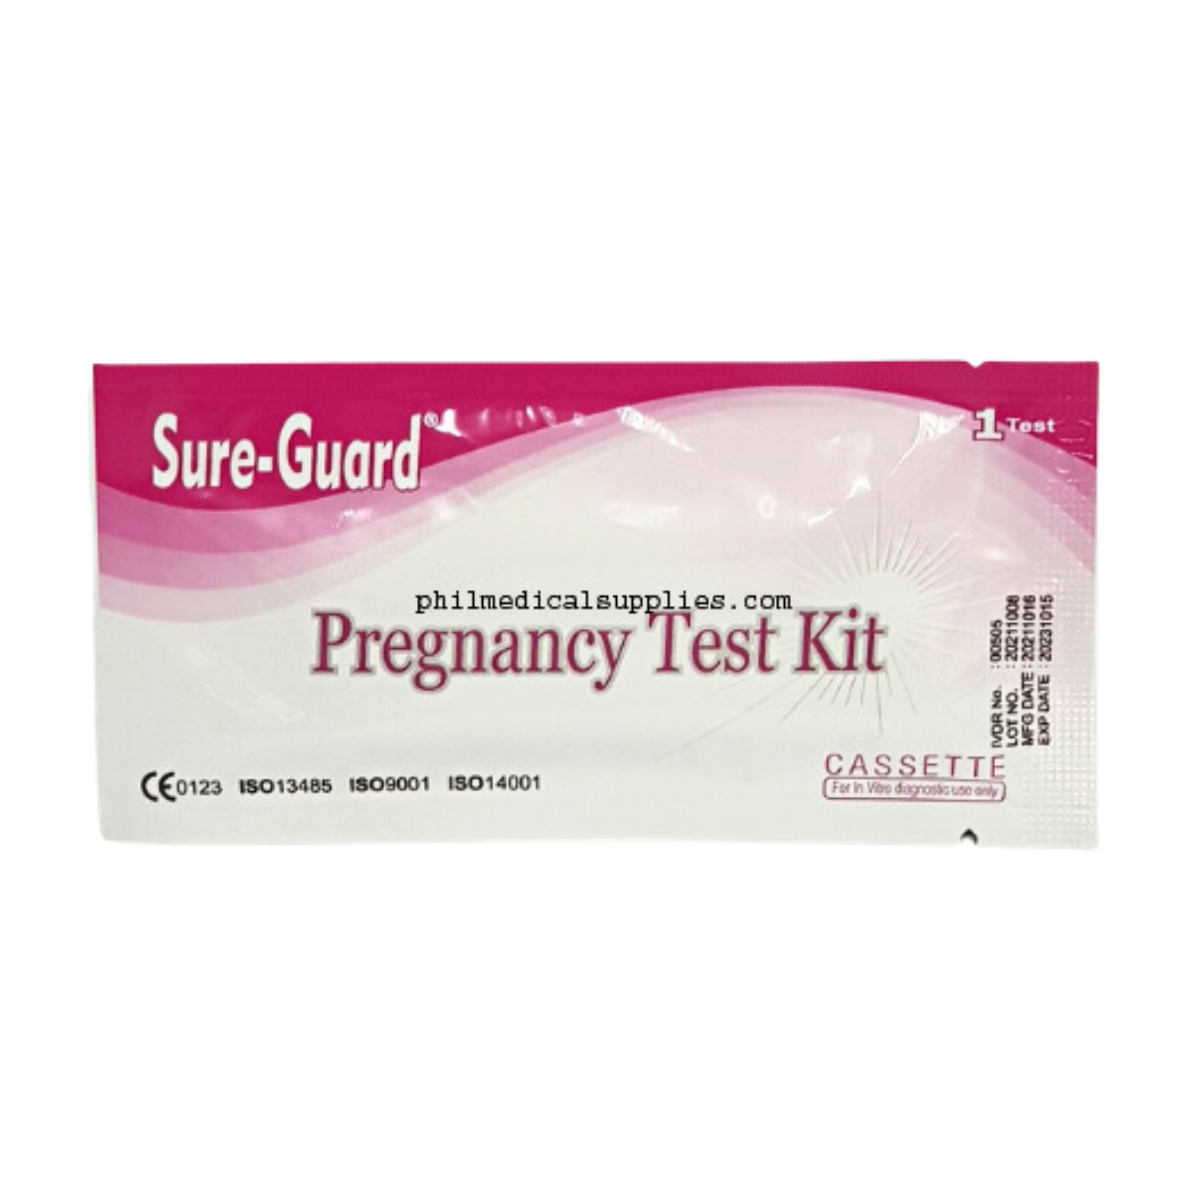 Sure-Guard®
1 Test
philmedicalsupplies.com
Pregnancy Test Kit
IVDR No. : 00505
LOT NO. : 20211008
MFG DATE : 20211016
EXP DATE : 20231015
CASSETTE
For In Vitro diagnostic use only
CE0123 ISO13485 ISO9001 ISO14001